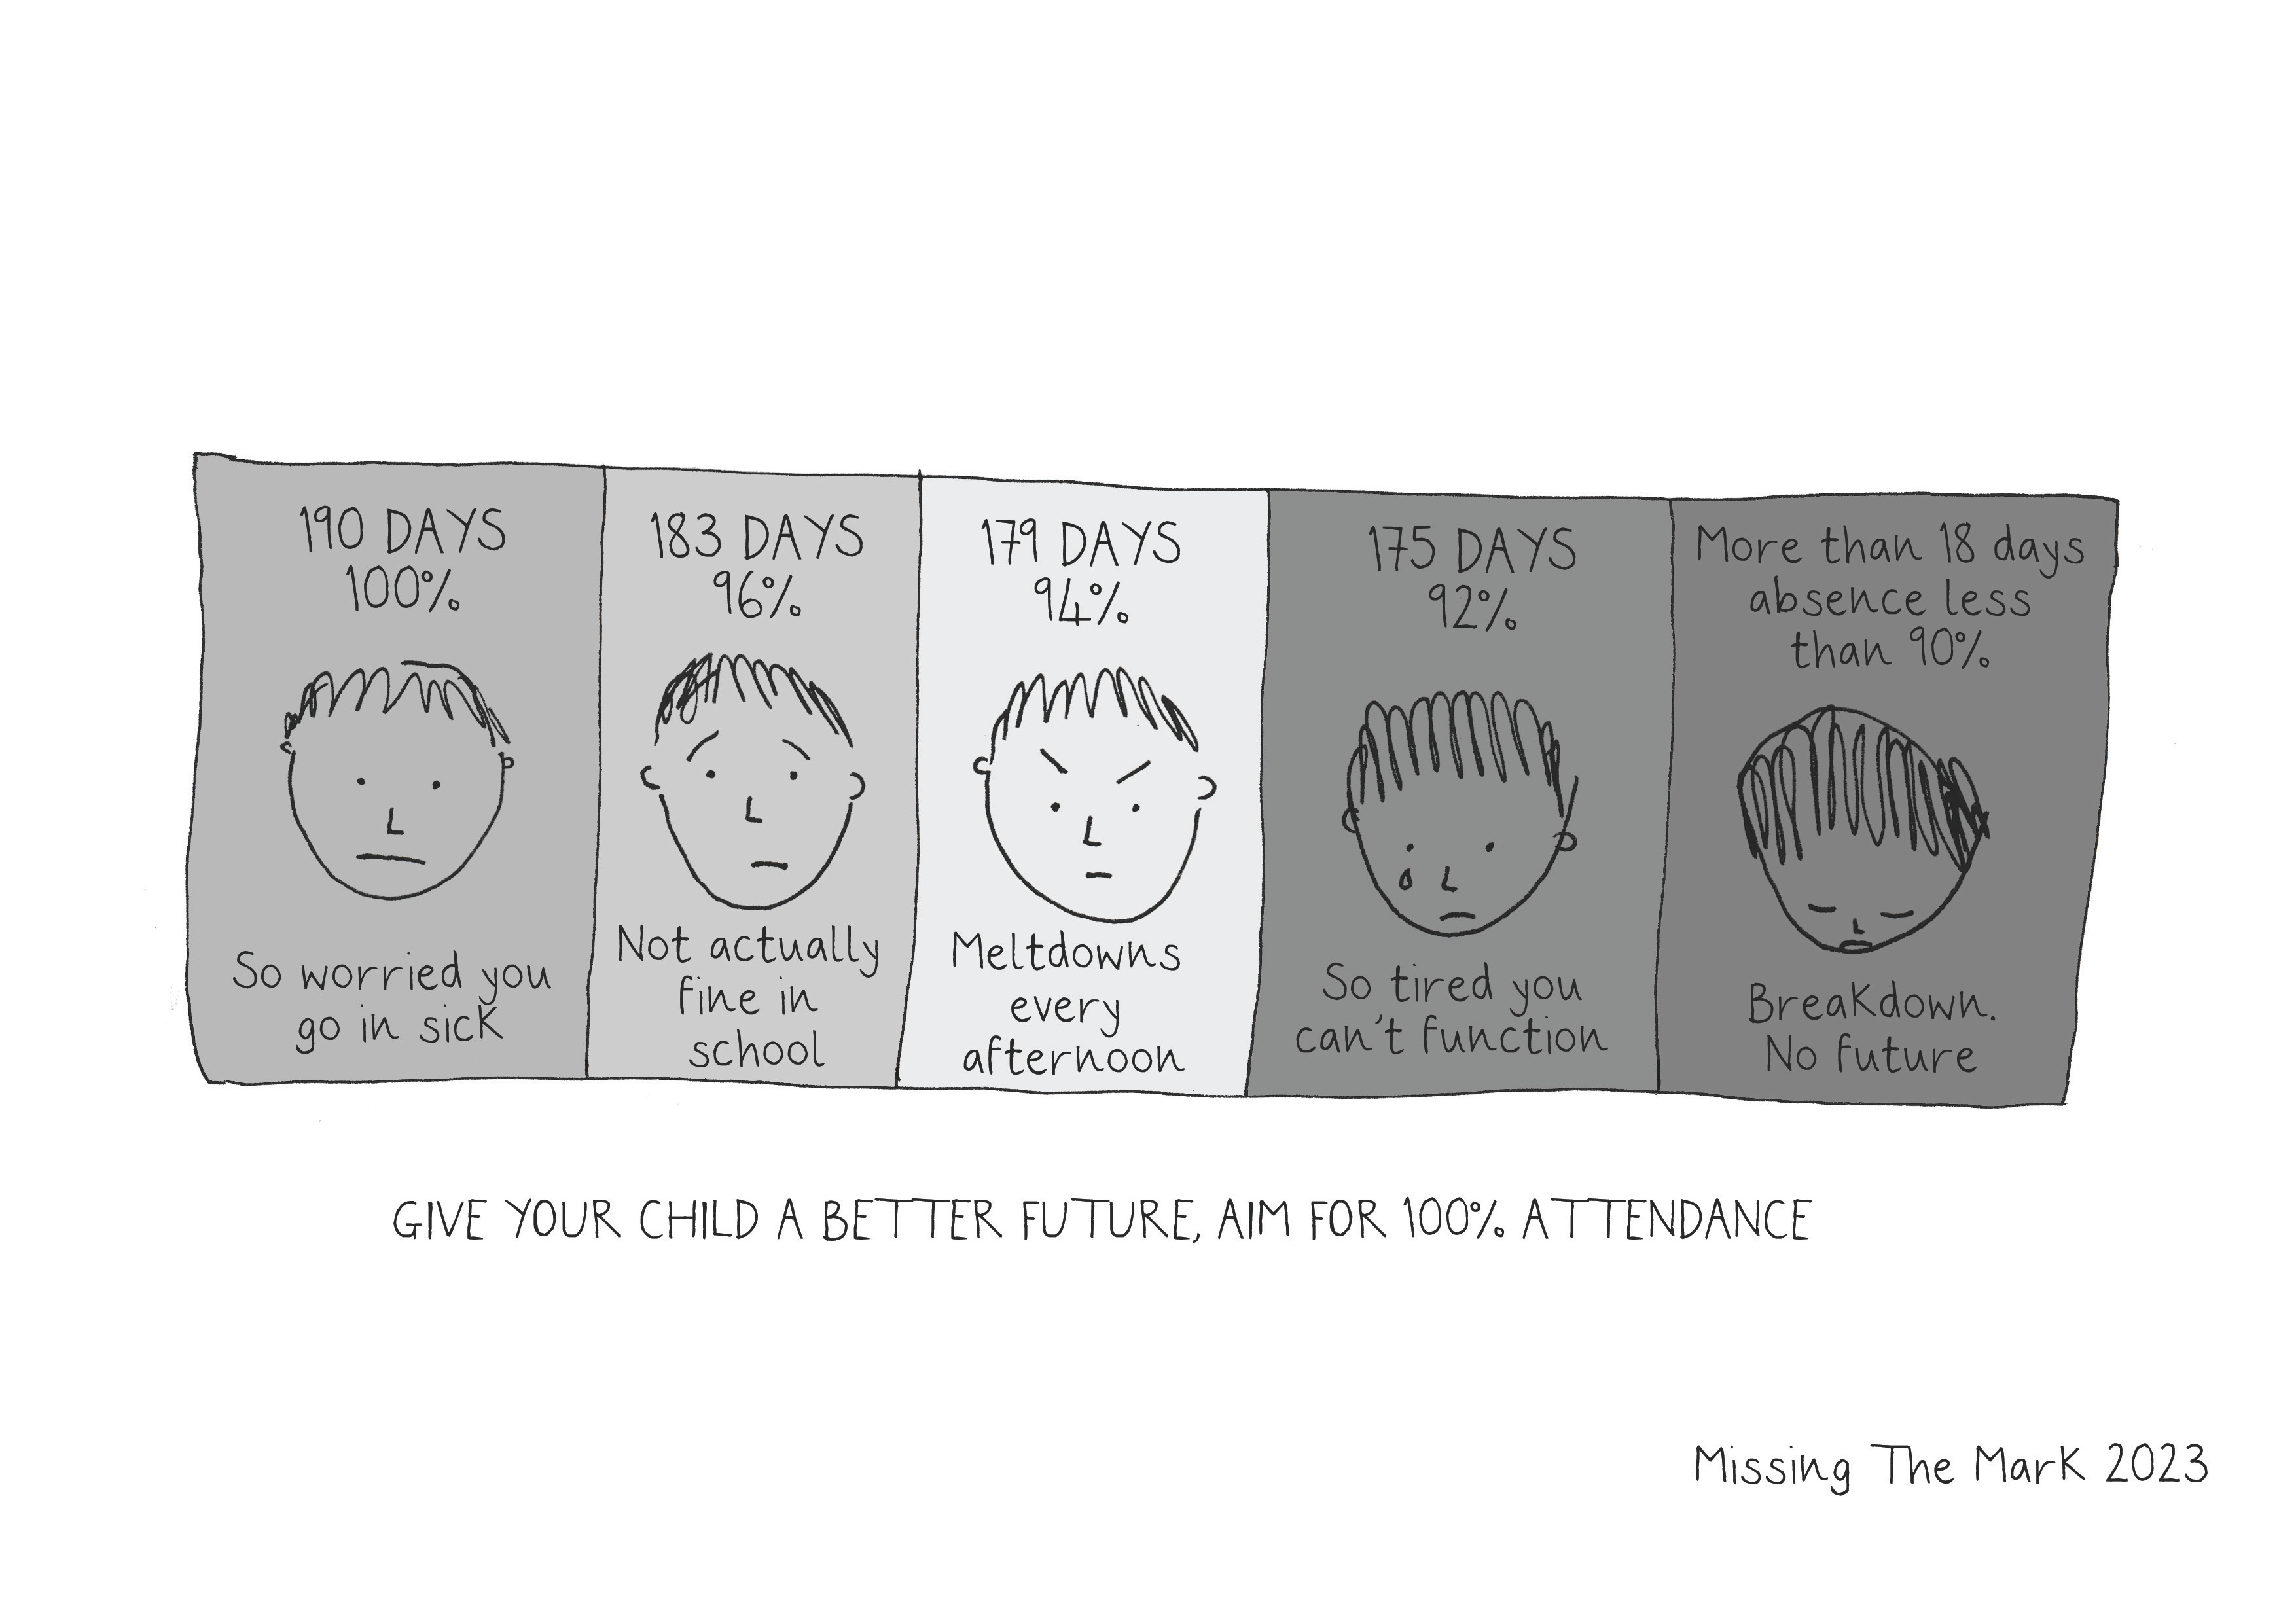 190 DAYS
100%
So worried you
go in sick
183 DAYS
96%
Not actually
fine in
school
179 DAYS
94%
Meltdowns
every
afternoon
175 DAYS
92%
So tired you
can't function
More than 18 days
absence less
than 90%
Breakdown.
No future
GIVE YOUR CHILD A BETTER FUTURE, AIM FOR 100% ATTENDANCE
Missing The Mark 2023